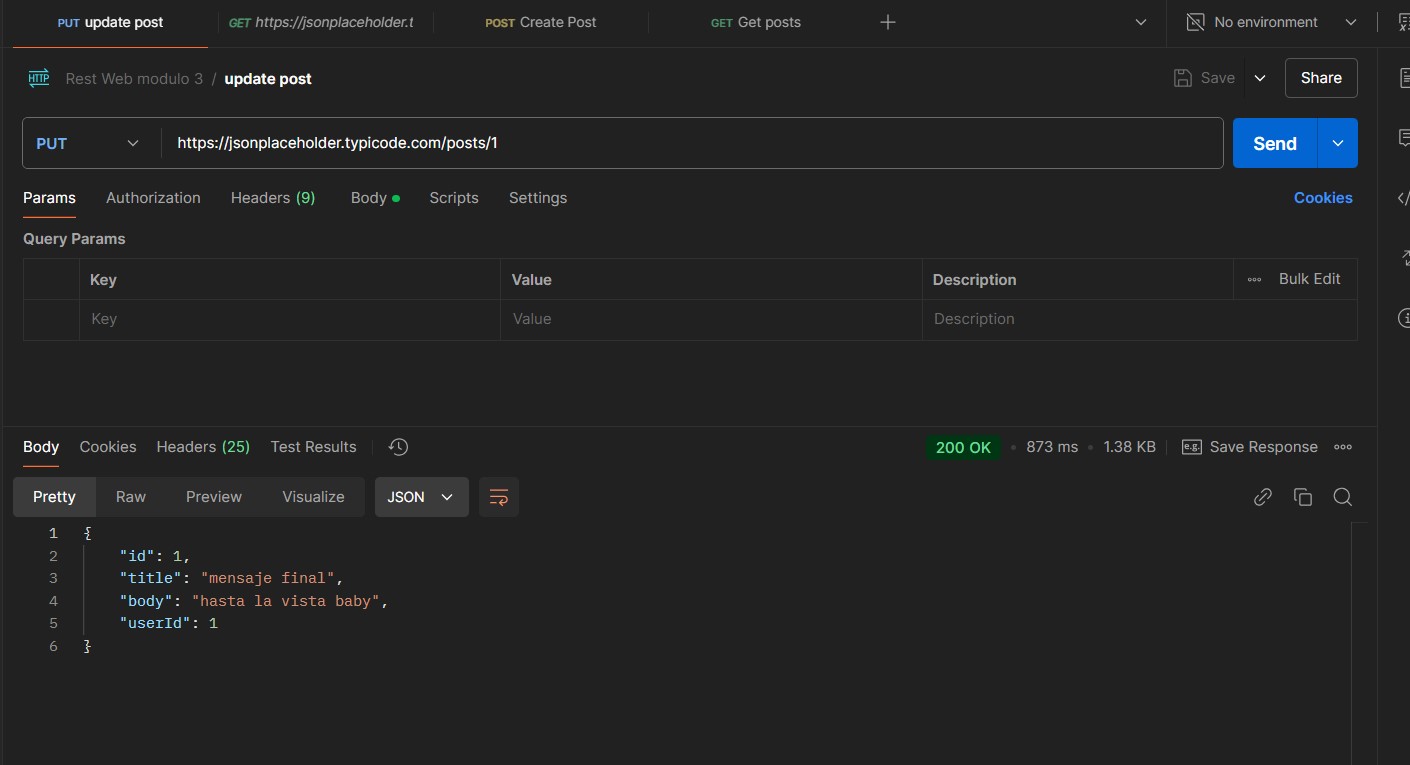 PUT update post GET https://jsonplaceholder.t POST Create Post GET Get posts No environment
HTTP Rest Web modulo 3 / update post Save Share
PUT https://jsonplaceholder.typicode.com/posts/1 Send
Params Authorization Headers (9) Body Scripts Settings Cookies
Query Params
Key Value Description Bulk Edit
Key Value Description
Body Cookies Headers (25) Test Results 200 OK 873 ms 1.38 KB e.g. Save Response
Pretty Raw Preview Visualize JSON
1 {
2 "id": 1,
3 "title": "mensaje final",
4 "body": "hasta la vista baby",
5 "userId": 1
6 }